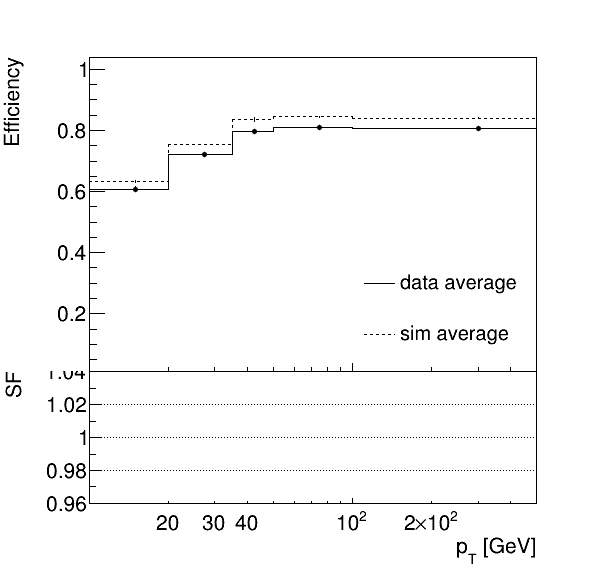 Efficiency
1
0.8
0.6
0.4
0.2
data average
sim average
SF
1.04
1.02
1
0.98
0.96
20 30 40 10² 2×10²
p_T [GeV]